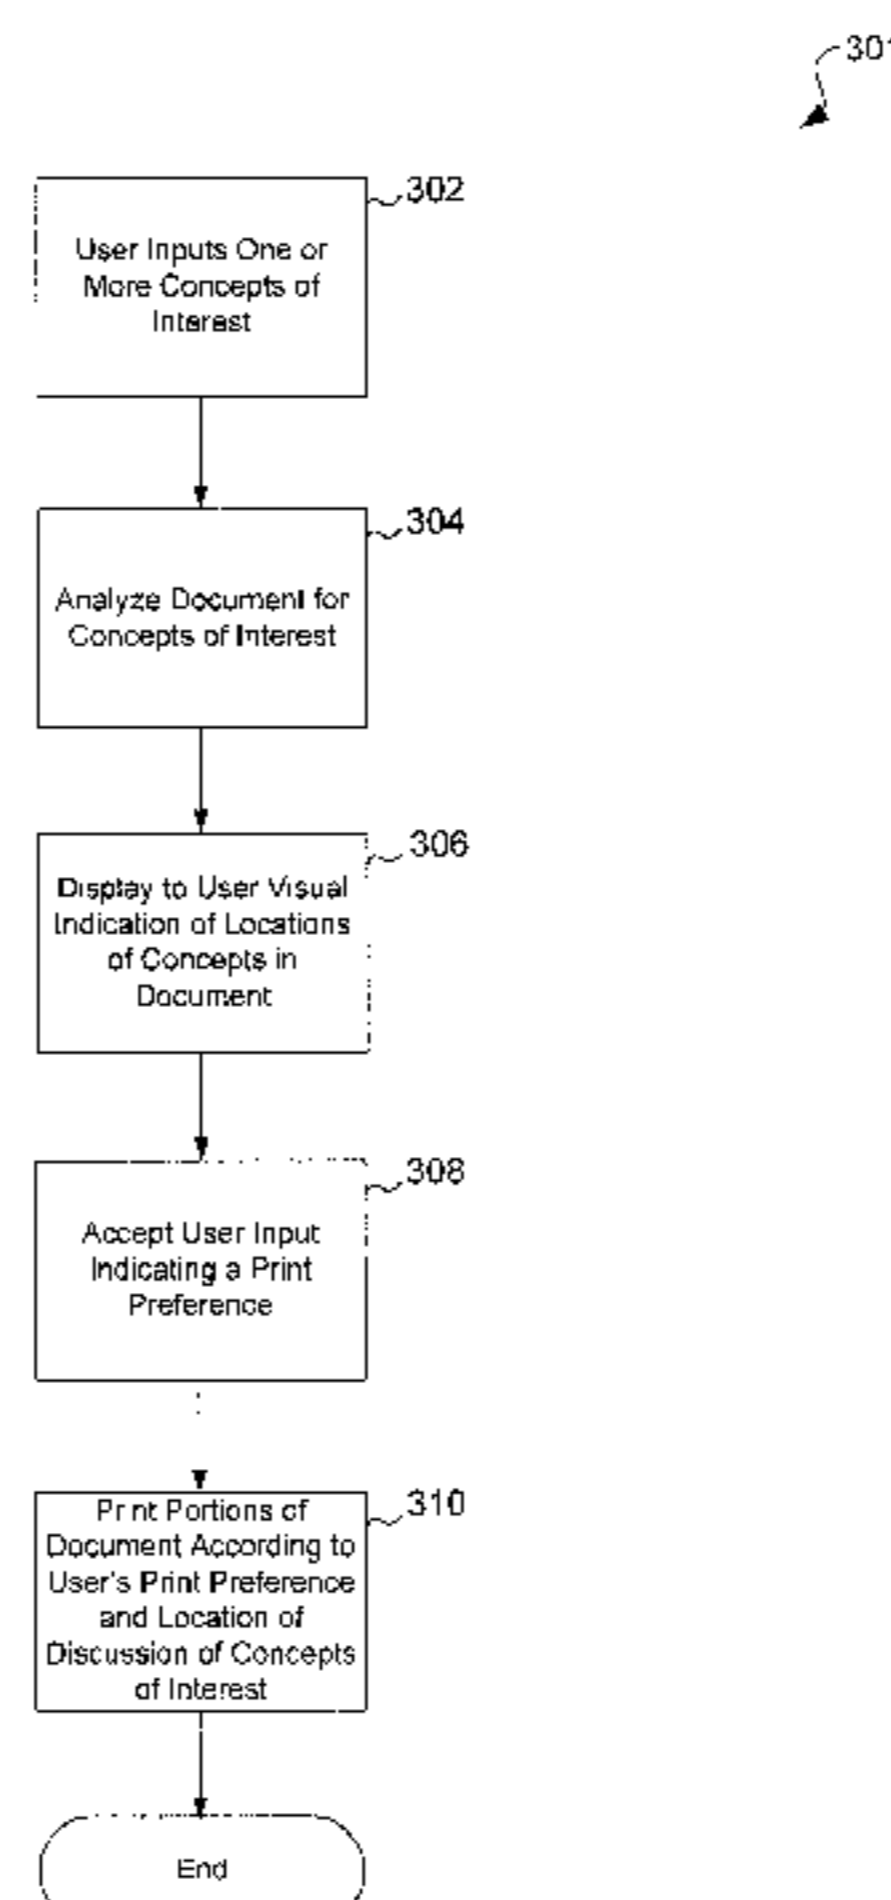 301
302
User Inputs One or
More Concepts of
Interest
304
Analyze Document for
Concepts of Interest
306
Display to User Visual
Indication of Locations
of Concepts in
Document
308
Accept User Input
Indicating a Print
Preference
310
Print Portions of
Document According to
User's Print Preference
and Location of
Discussion of Concepts
of Interest
End